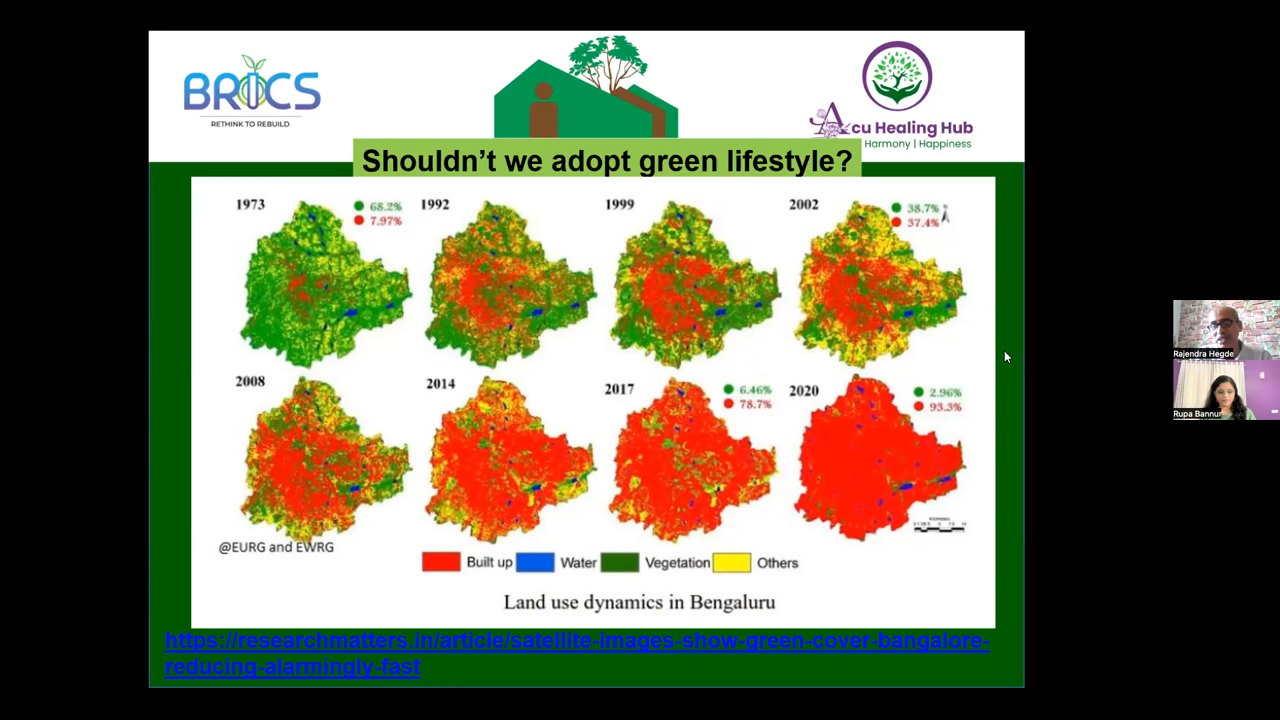 BRICS
RETHINK TO REBUILD
Acu Healing Hub
Harmony | Happiness
Shouldn't we adopt green lifestyle?
1973
68.2%
7.97%
1992
1999
2002
38.7%
37.4%
2008
2014
2017
6.46%
78.7%
2020
2.96%
93.3%
@EURG and EWRG
Built up
Water
Vegetation
Others
Land use dynamics in Bengaluru
https://researchmatters.in/article/satellite-images-show-green-cover-bangalore-
reducing-alarmingly-fast
Rajendra Hegde
Rupa Bannur